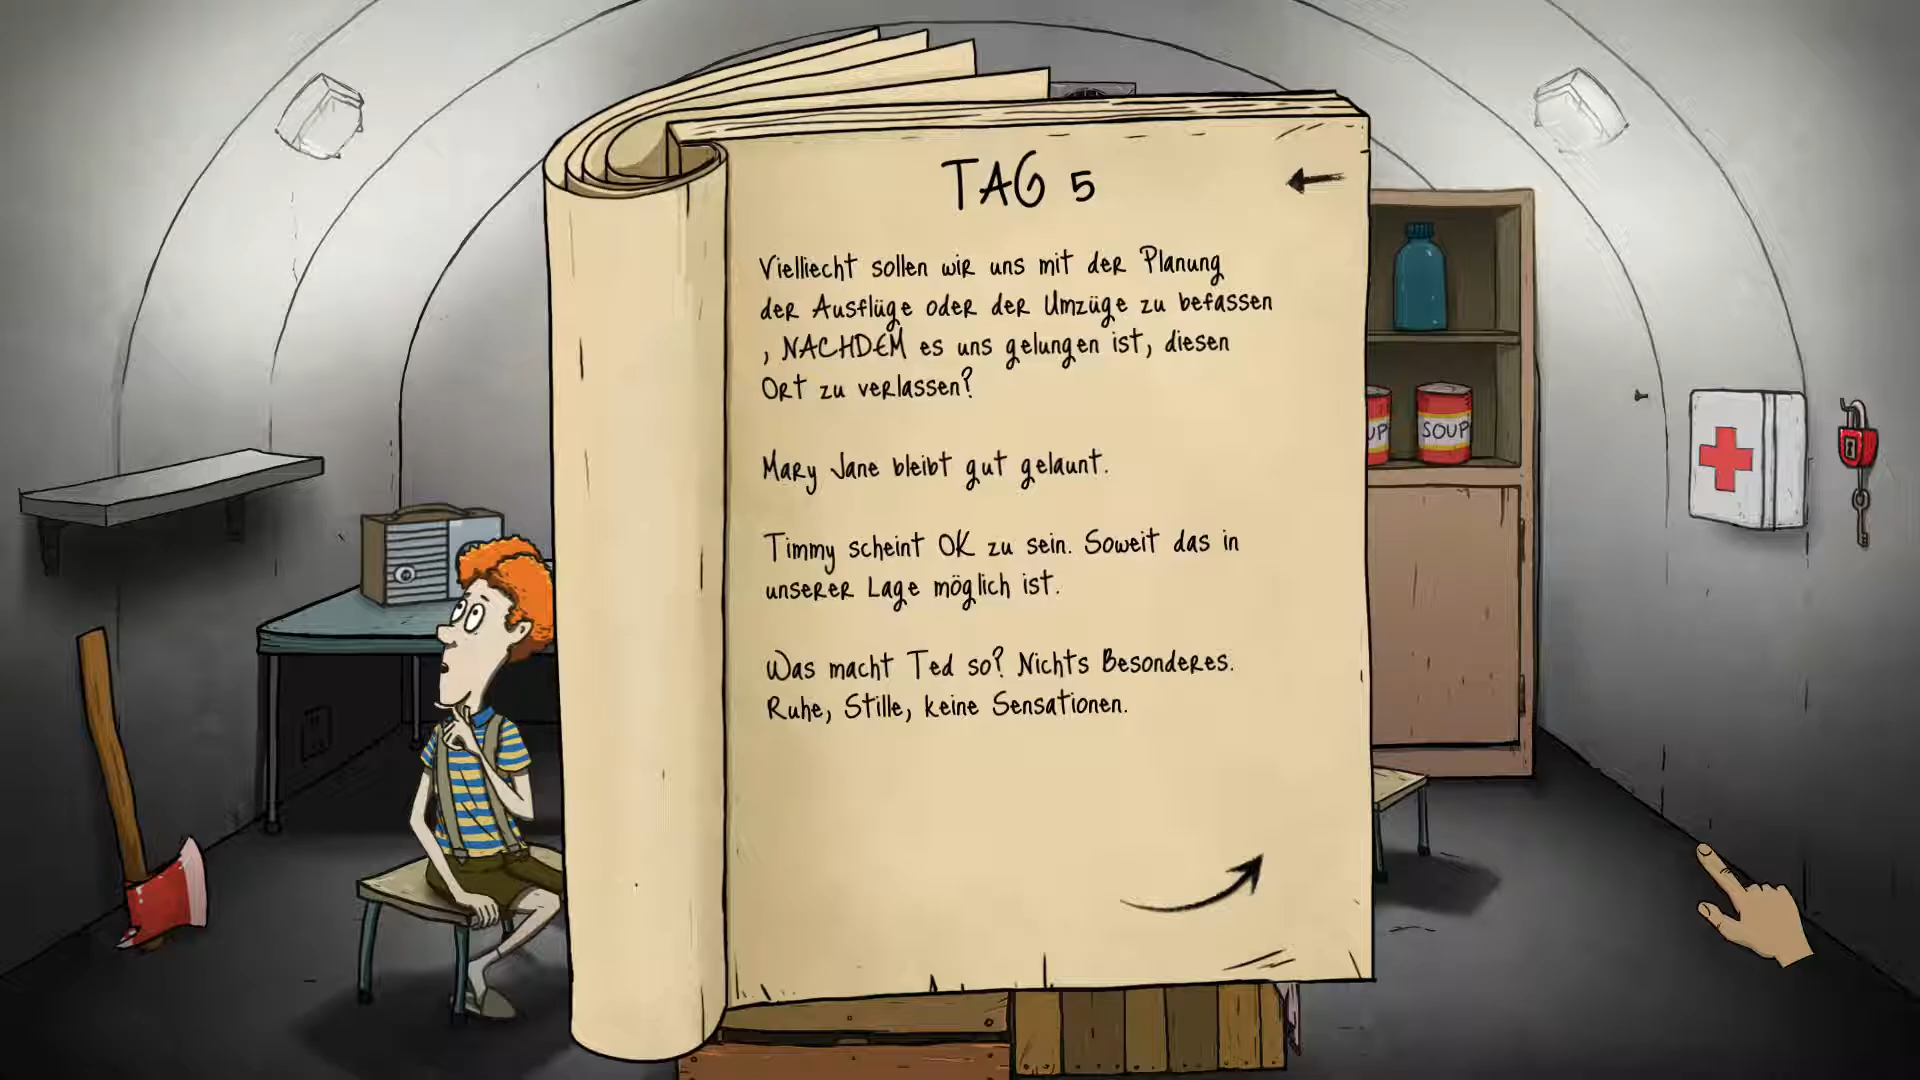 TAG 5
Vielliecht sollen wir uns mit der Planung
der Ausflüge oder der Umzüge zu befassen
, NACHDEM es uns gelungen ist, diesen
Ort zu verlassen?
Mary Jane bleibt gut gelaunt.
Timmy scheint OK zu sein. Soweit das in
unserer Lage möglich ist.
Was macht Ted so? Nichts Besonderes.
Ruhe, Stille, keine Sensationen.
UP
SOUP